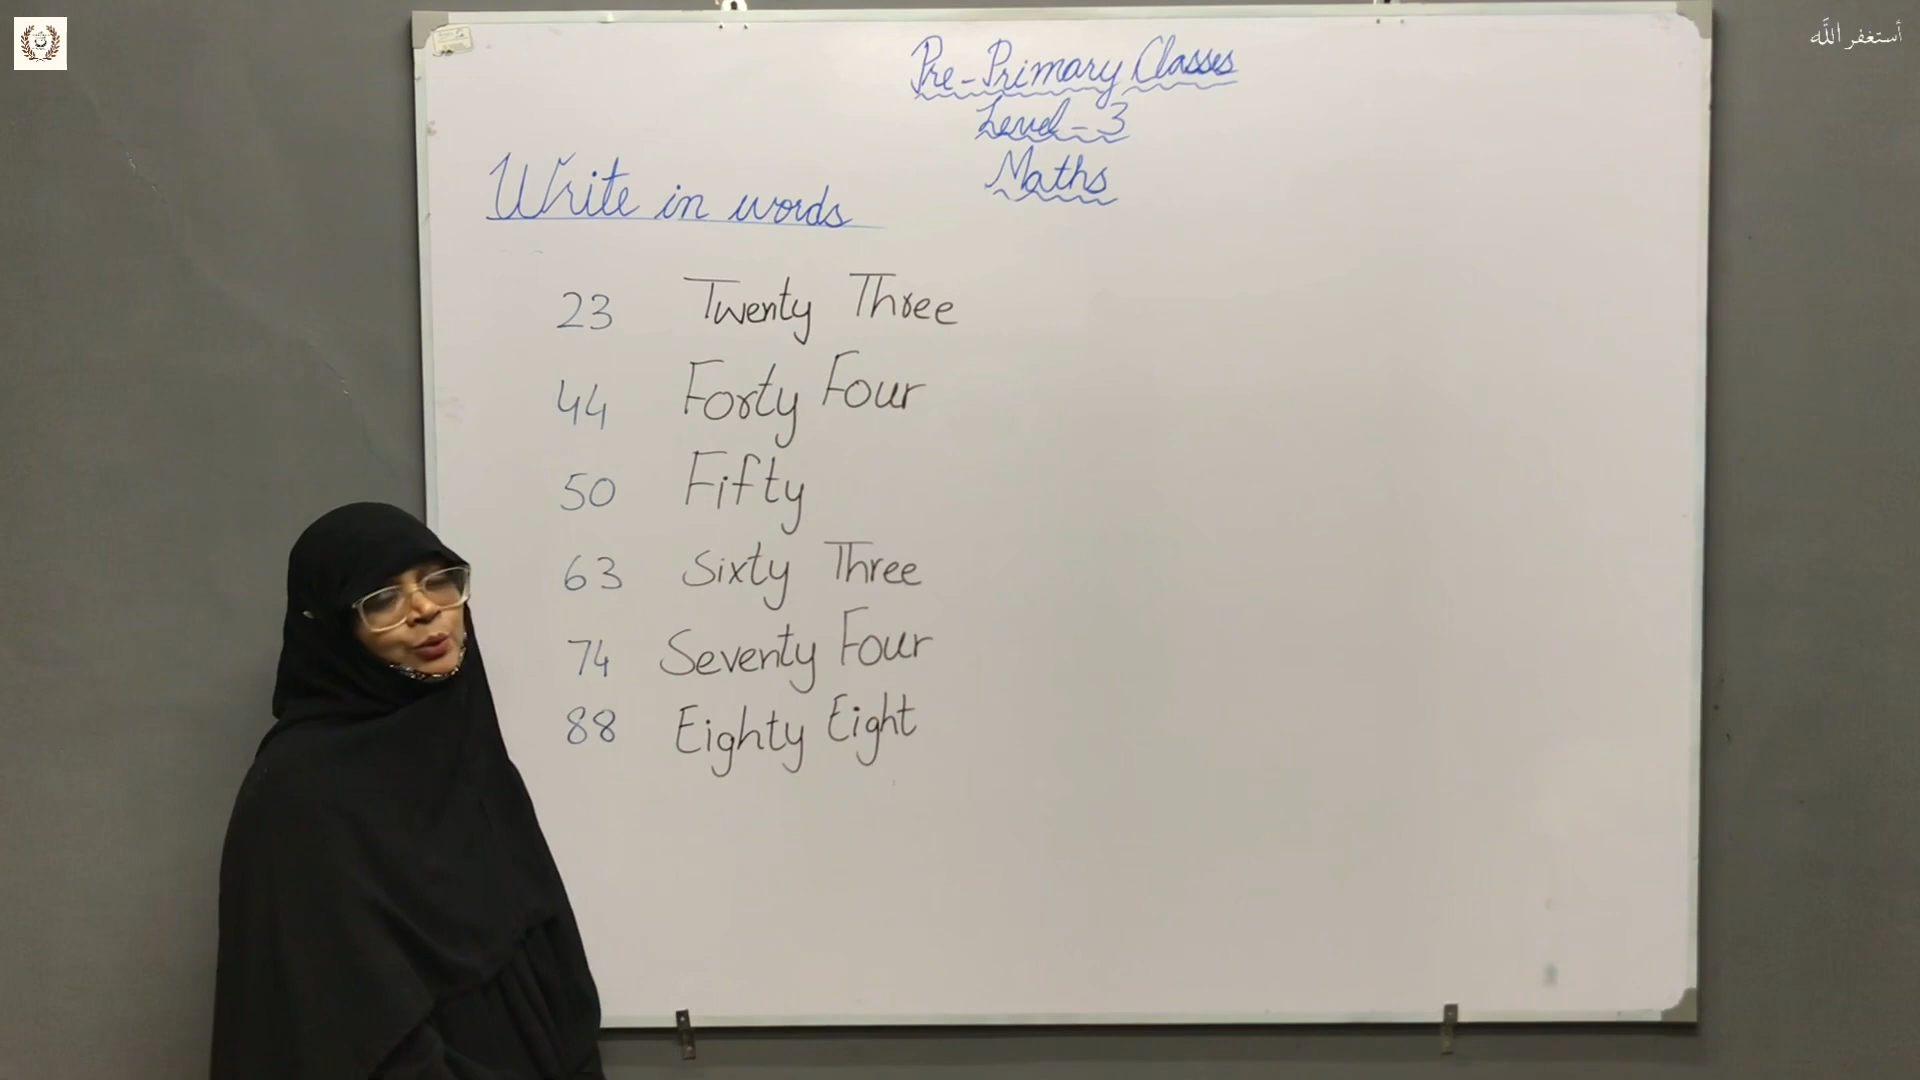 أستغفر الله
Pre-Primary Classes
Level-3
Maths
Write in words
23 Twenty Three
44 Forty Four
50 Fifty
63 Sixty Three
74 Seventy Four
88 Eighty Eight